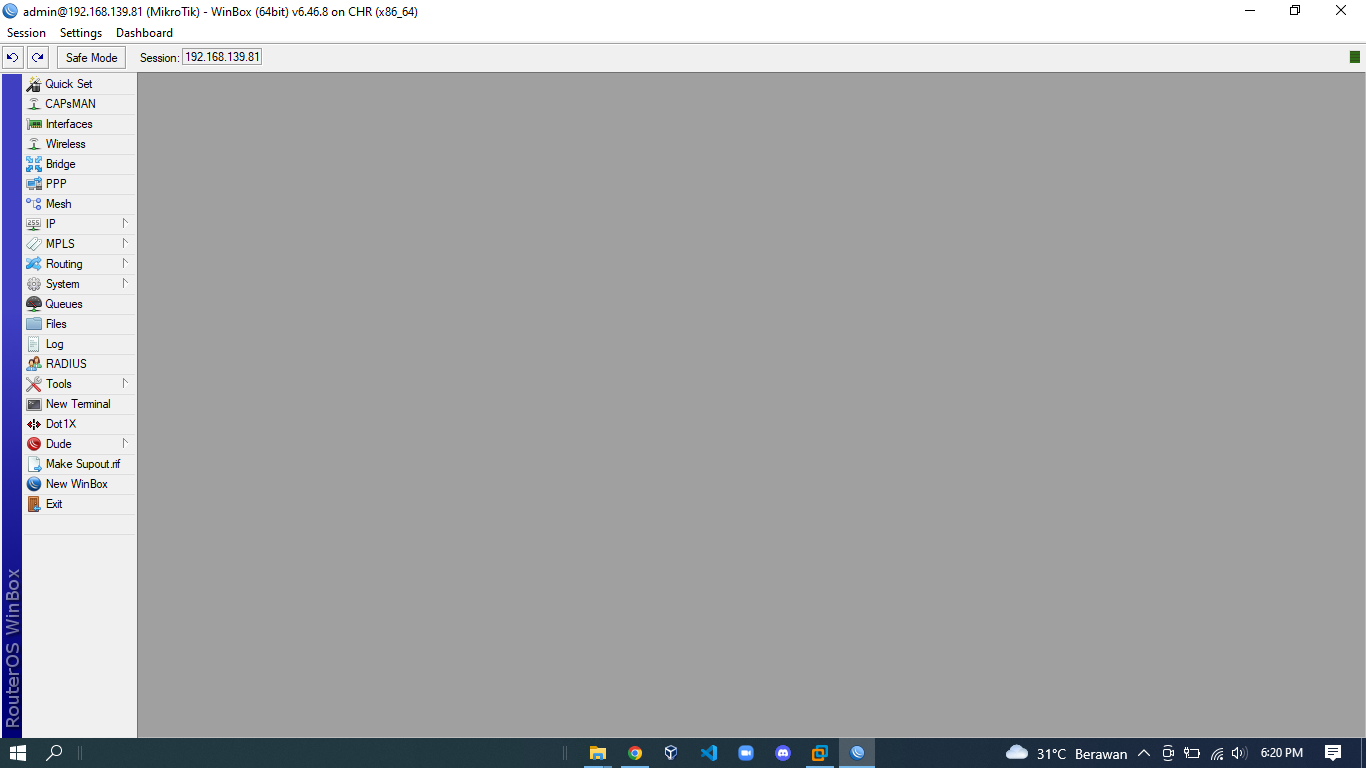 admin@192.168.139.81 (MikroTik) - WinBox (64bit) v6.46.8 on CHR (x86_64)
Session Settings Dashboard
Safe Mode Session: 192.168.139.81
Quick Set
CAPsMAN
Interfaces
Wireless
Bridge
PPP
Mesh
255 IP
MPLS
Routing
System
Queues
Files
Log
RADIUS
Tools
New Terminal
Dot1X
Dude
Make Supout.rif
New WinBox
Exit
RouterOS WinBox
31°C Berawan 6:20 PM